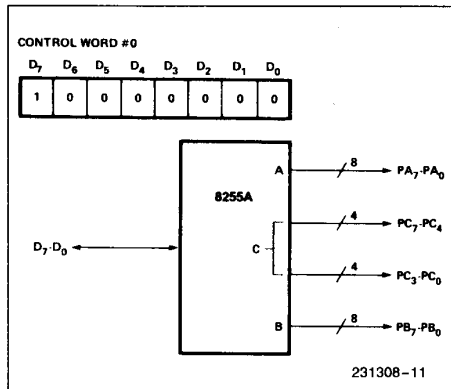 CONTROL WORD #0
D7 D6 D5 D4 D3 D2 D1 D0
1 0 0 0 0 0 0 0
8255A
A
8
PA7-PA0
4
PC7-PC4
D7-D0
C
4
PC3-PC0
B
8
PB7-PB0
231308-11